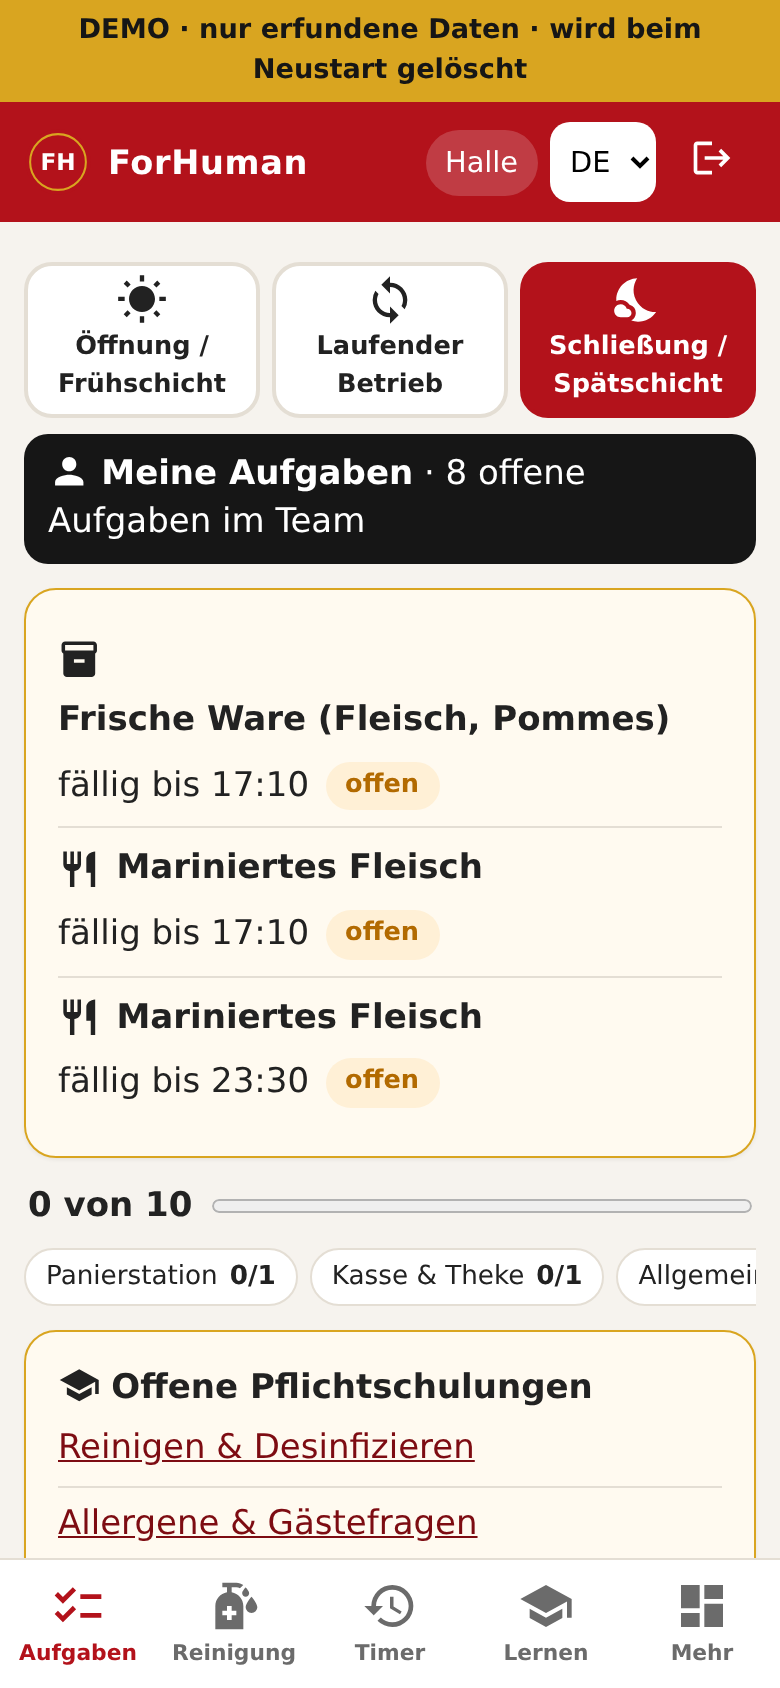 DEMO · nur erfundene Daten · wird beim
Neustart gelöscht
FH ForHuman Halle DE
Öffnung /
Frühschicht
Laufender
Betrieb
Schließung /
Spätschicht
Meine Aufgaben · 8 offene
Aufgaben im Team
Frische Ware (Fleisch, Pommes)
fällig bis 17:10 offen
Mariniertes Fleisch
fällig bis 17:10 offen
Mariniertes Fleisch
fällig bis 23:30 offen
0 von 10
Panierstation 0/1 Kasse & Theke 0/1
Offene Pflichtschulungen
Reinigen & Desinfizieren
Allergene & Gästefragen
Aufgaben Reinigung Timer Lernen Mehr